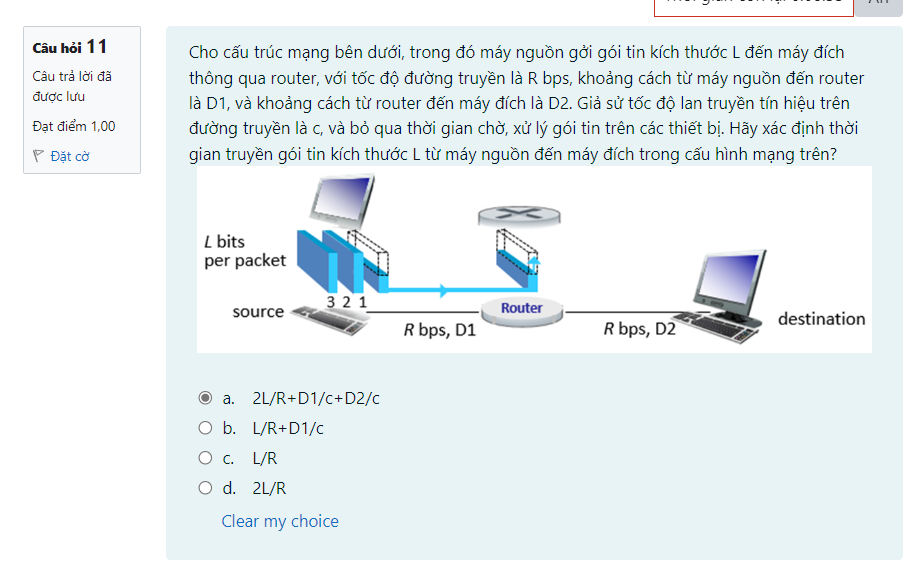 Câu hỏi 11
Câu trả lời đã
được lưu
Đạt điểm 1,00
Đặt cờ
Cho cấu trúc mạng bên dưới, trong đó máy nguồn gởi gói tin kích thước L đến máy đích
thông qua router, với tốc độ đường truyền là R bps, khoảng cách từ máy nguồn đến router
là D1, và khoảng cách từ router đến máy đích là D2. Giả sử tốc độ lan truyền tín hiệu trên
đường truyền là c, và bỏ qua thời gian chờ, xử lý gói tin trên các thiết bị. Hãy xác định thời
gian truyền gói tin kích thước L từ máy nguồn đến máy đích trong cấu hình mạng trên?
L bits
per packet
3 2 1
source
R bps, D1
Router
R bps, D2
destination
a. 2L/R+D1/c+D2/c
b. L/R+D1/c
c. L/R
d. 2L/R
Clear my choice